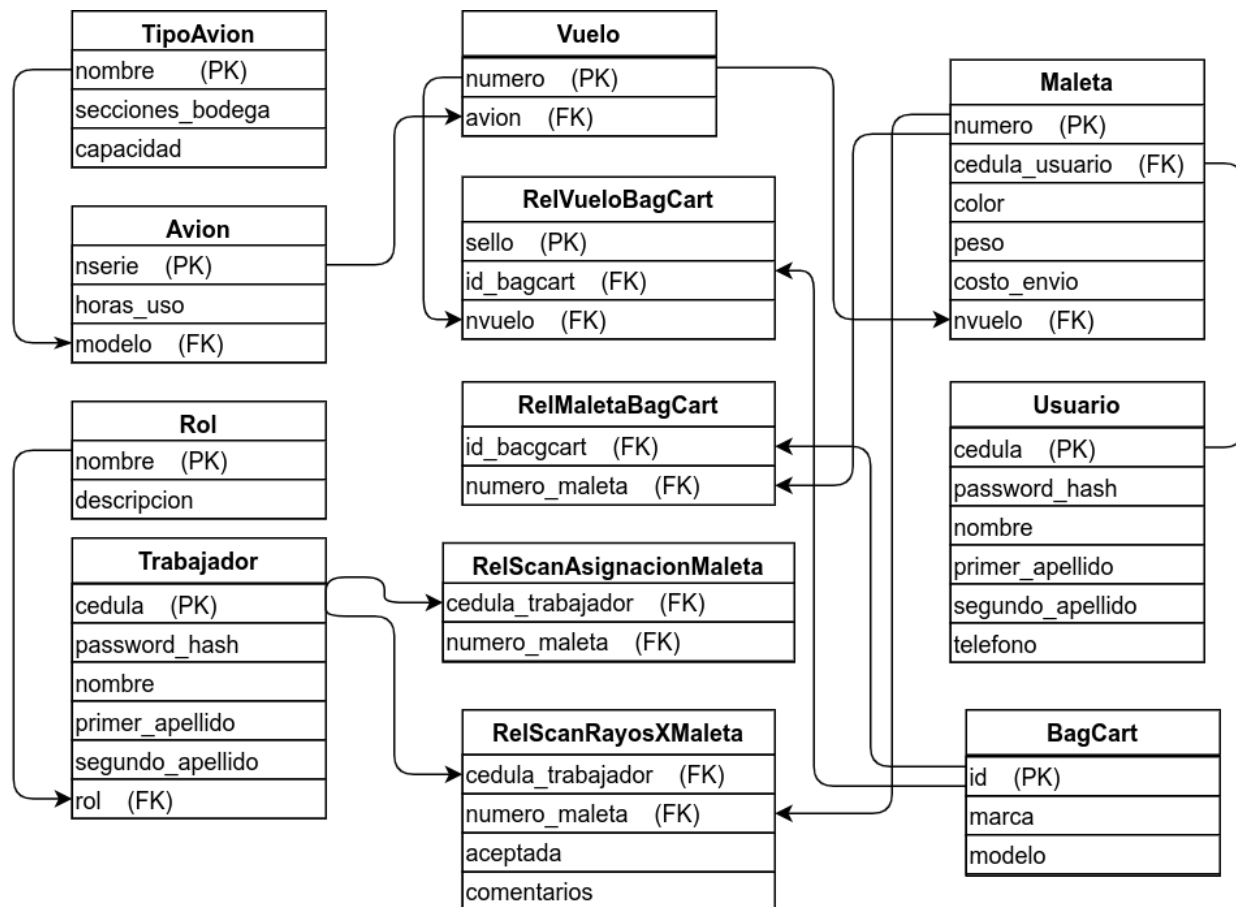 TipoAvion
nombre (PK)
secciones_bodega
capacidad
Avion
nserie (PK)
horas_uso
modelo (FK)
Rol
nombre (PK)
descripcion
Trabajador
cedula (PK)
password_hash
nombre
primer_apellido
segundo_apellido
rol (FK)
Vuelo
numero (PK)
avion (FK)
RelVueloBagCart
sello (PK)
id_bagcart (FK)
nvuelo (FK)
RelMaletaBagCart
id_bacgcart (FK)
numero_maleta (FK)
RelScanAsignacionMaleta
cedula_trabajador (FK)
numero_maleta (FK)
RelScanRayosXMaleta
cedula_trabajador (FK)
numero_maleta (FK)
aceptada
comentarios
Maleta
numero (PK)
cedula_usuario (FK)
color
peso
costo_envio
nvuelo (FK)
Usuario
cedula (PK)
password_hash
nombre
primer_apellido
segundo_apellido
telefono
BagCart
id (PK)
marca
modelo